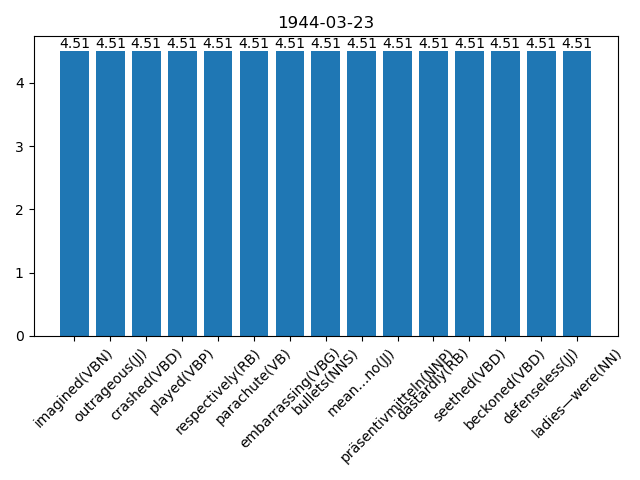 1944-03-23
4.51 4.51 4.51 4.51 4.51 4.51 4.51 4.51 4.51 4.51 4.51 4.51 4.51 4.51 4.51
4
3
2
1
0
imagined(VBN)
outrageous(JJ)
crashed(VBD)
played(VBP)
respectively(RB)
parachute(VB)
embarrassing(VBG)
bullets(NNS)
mean...no(JJ)
präsentivmitteln(NNP)
dastardly(RB)
seethed(VBD)
beckoned(VBD)
defenseless(JJ)
ladies—were(NN)